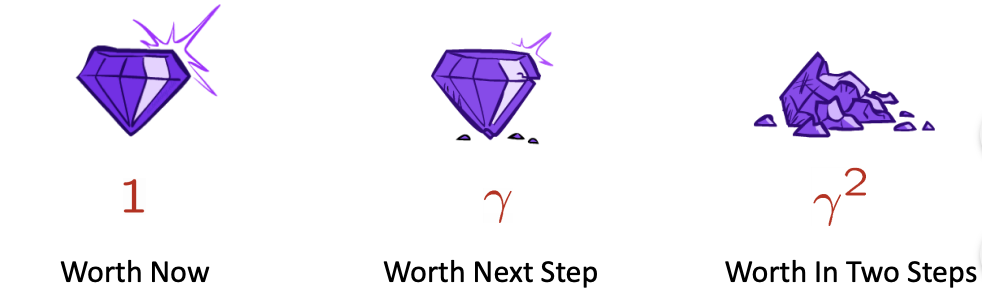 1 γ γ²
Worth Now Worth Next Step Worth In Two Steps